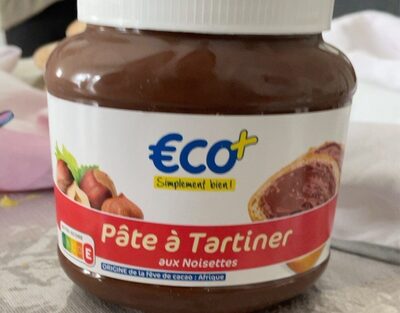 €co+
Simplement bien !
Pâte à Tartiner
aux Noisettes
E
ORIGINE de la fève de cacao : Afrique